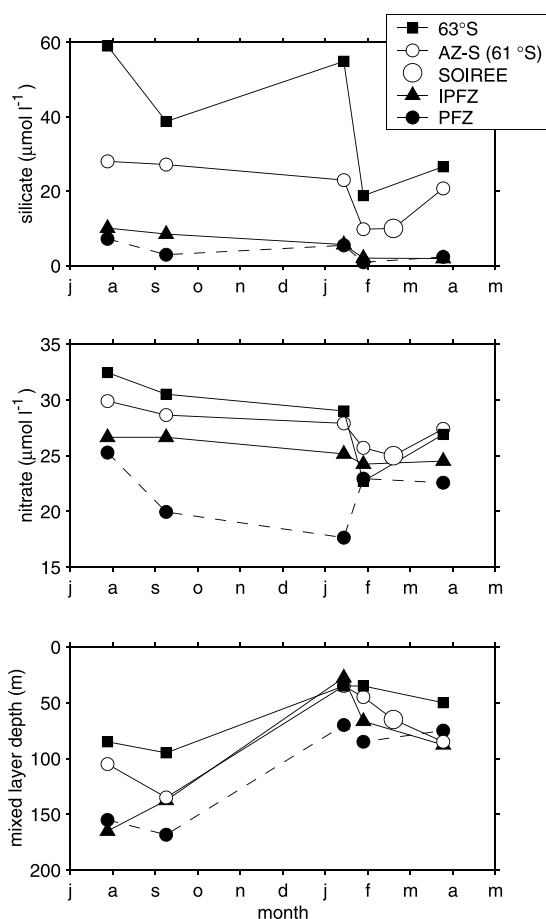 63°S
AZ-S (61 °S)
SOIREE
IPFZ
PFZ
60
40
20
0
silicate (µmol l⁻¹)
j a s o n d j f m a m
35
30
25
20
15
nitrate (µmol l⁻¹)
j a s o n d j f m a m
0
50
100
150
200
mixed layer depth (m)
j a s o n d j f m a m
month